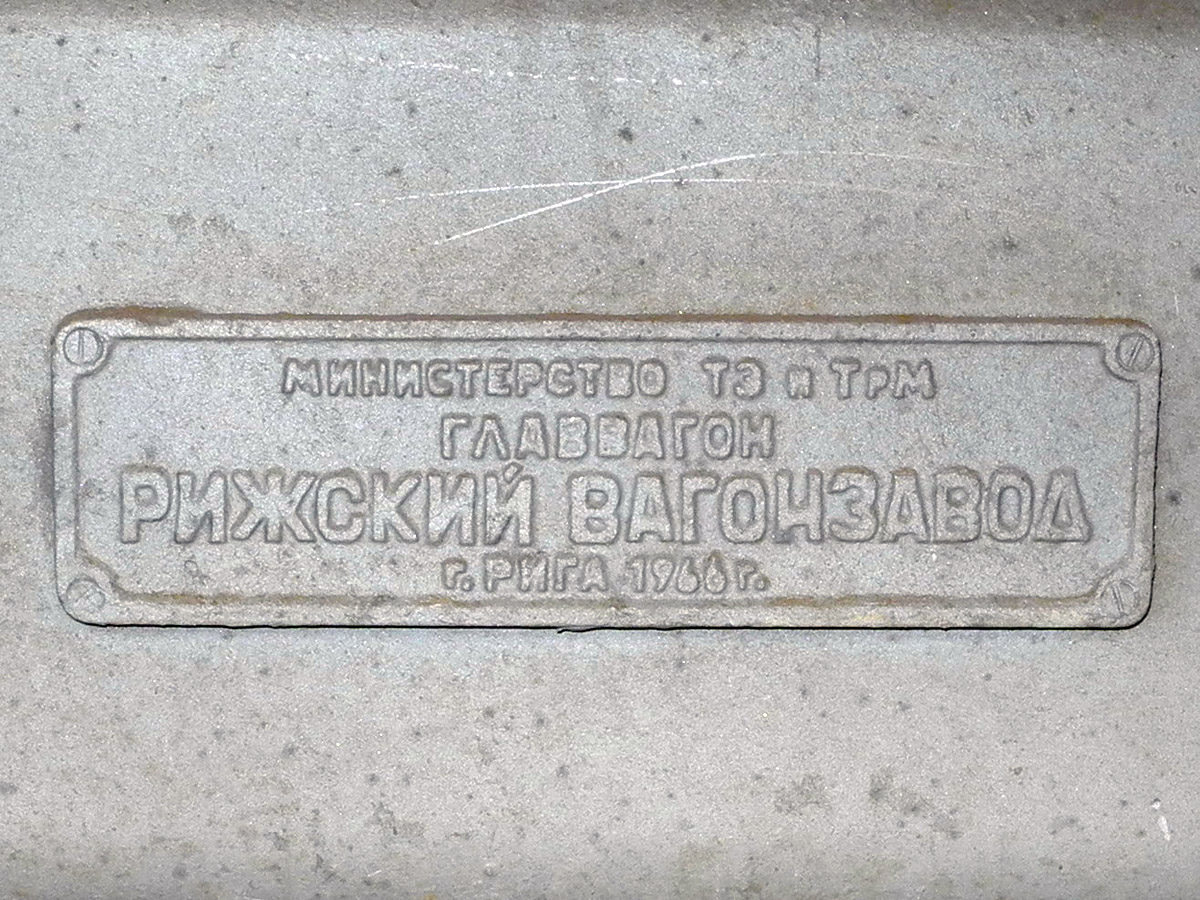 МИНИСТЕРСТВО ТЭ и ТрМ
ГЛАВВАГОН
РИЖСКИЙ ВАГОНЗАВОД
г. РИГА 1966 г.